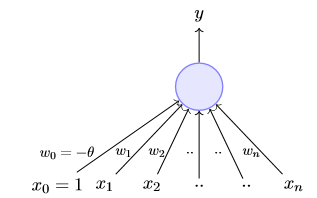 y
w₀ = −θ w₁ w₂ .. .. wₙ
x₀ = 1 x₁ x₂ .. .. xₙ